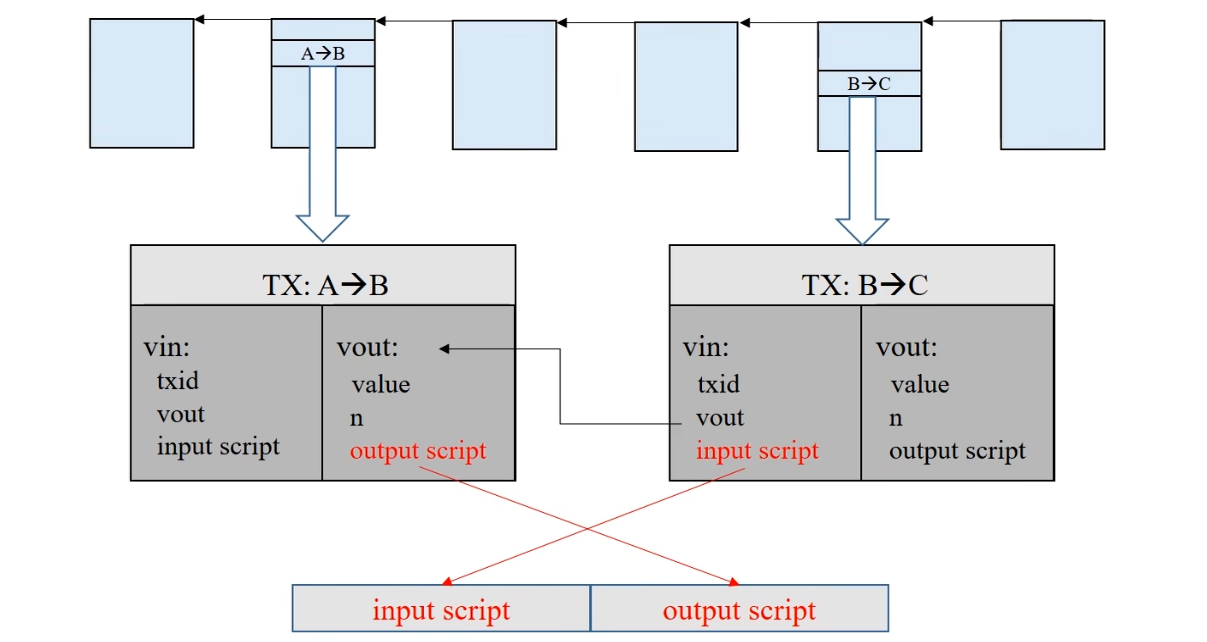 A→B
B→C
TX: A→B
vin:
txid
vout
input script
vout:
value
n
output script
TX: B→C
vin:
txid
vout
input script
vout:
value
n
output script
input script
output script